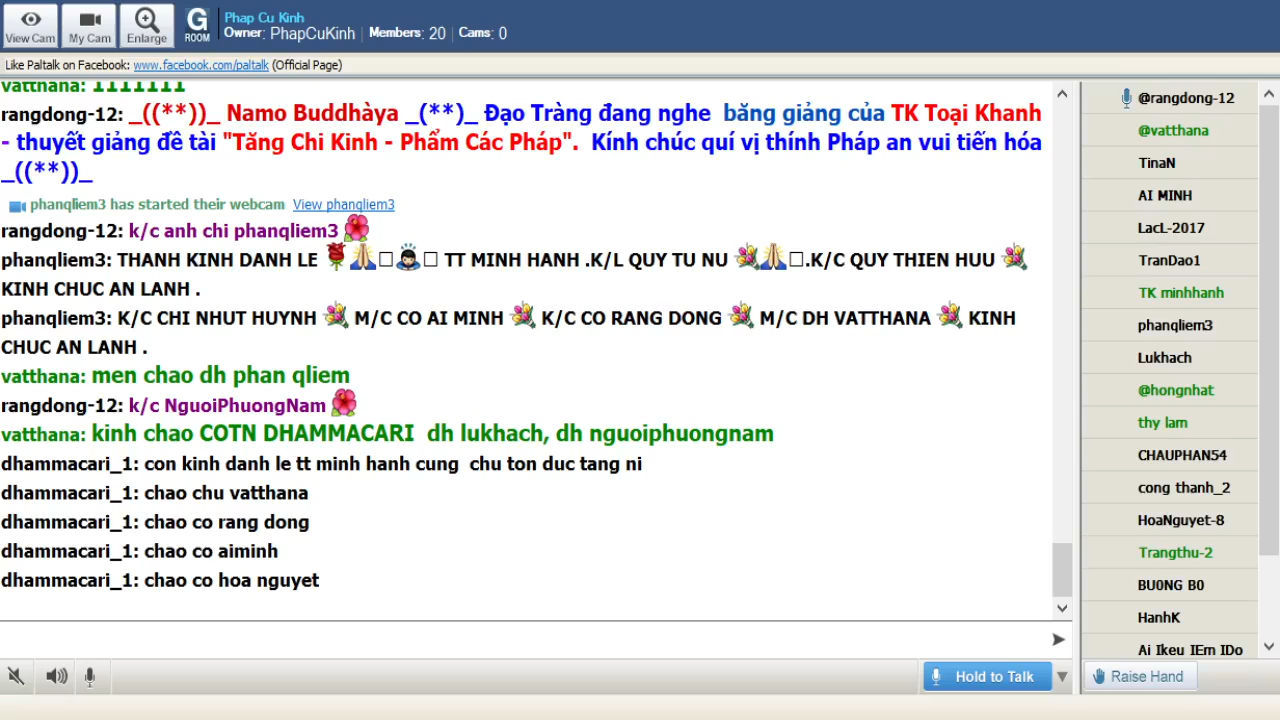 View Cam
My Cam
Enlarge
G ROOM
Phap Cu Kinh
Owner: PhapCuKinh | Members: 20 | Cams: 0
Like Paltalk on Facebook: www.facebook.com/paltalk (Official Page)
vatthana: 1111111
rangdong-12: _((**))_ Namo Buddhàya _(**)_ Đạo Tràng đang nghe băng giảng của TK Toại Khanh
- thuyết giảng đề tài "Tăng Chi Kinh - Phẩm Các Pháp". Kính chúc quí vị thính Pháp an vui tiến hóa
_((**))_
phanqliem3 has started their webcam View phanqliem3
rangdong-12: k/c anh chi phanqliem3
phanqliem3: THANH KINH DANH LE TT MINH HANH .K/L QUY TU NU .K/C QUY THIEN HUU
KINH CHUC AN LANH .
phanqliem3: K/C CHI NHUT HUYNH M/C CO AI MINH K/C CO RANG DONG M/C DH VATTHANA KINH
CHUC AN LANH .
vatthana: men chao dh phan qliem
rangdong-12: k/c NguoiPhuongNam
vatthana: kinh chao COTN DHAMMACARI dh lukhach, dh nguoiphuongnam
dhammacari_1: con kinh danh le tt minh hanh cung chu ton duc tang ni
dhammacari_1: chao chu vatthana
dhammacari_1: chao co rang dong
dhammacari_1: chao co aiminh
dhammacari_1: chao co hoa nguyet
Hold to Talk
@rangdong-12
@vatthana
TinaN
AI MINH
LacL-2017
TranDao1
TK minhhanh
phanqliem3
Lukhach
@hongnhat
thy lam
CHAUPHAN54
cong thanh_2
HoaNguyet-8
Trangthu-2
BU0NG B0
HanhK
Ai Ikeu IEm IDo
Raise Hand